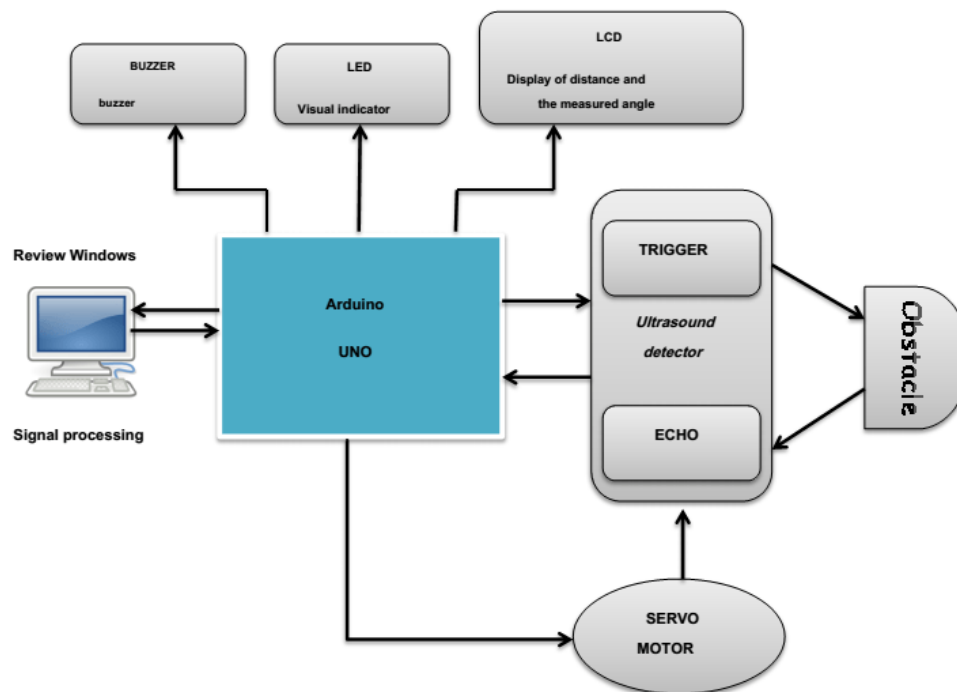 BUZZER
buzzer
LED
Visual indicator
LCD
Display of distance and
the measured angle
Review Windows
Signal processing
Arduino
UNO
TRIGGER
Ultrasound
detector
ECHO
Obstacle
SERVO
MOTOR